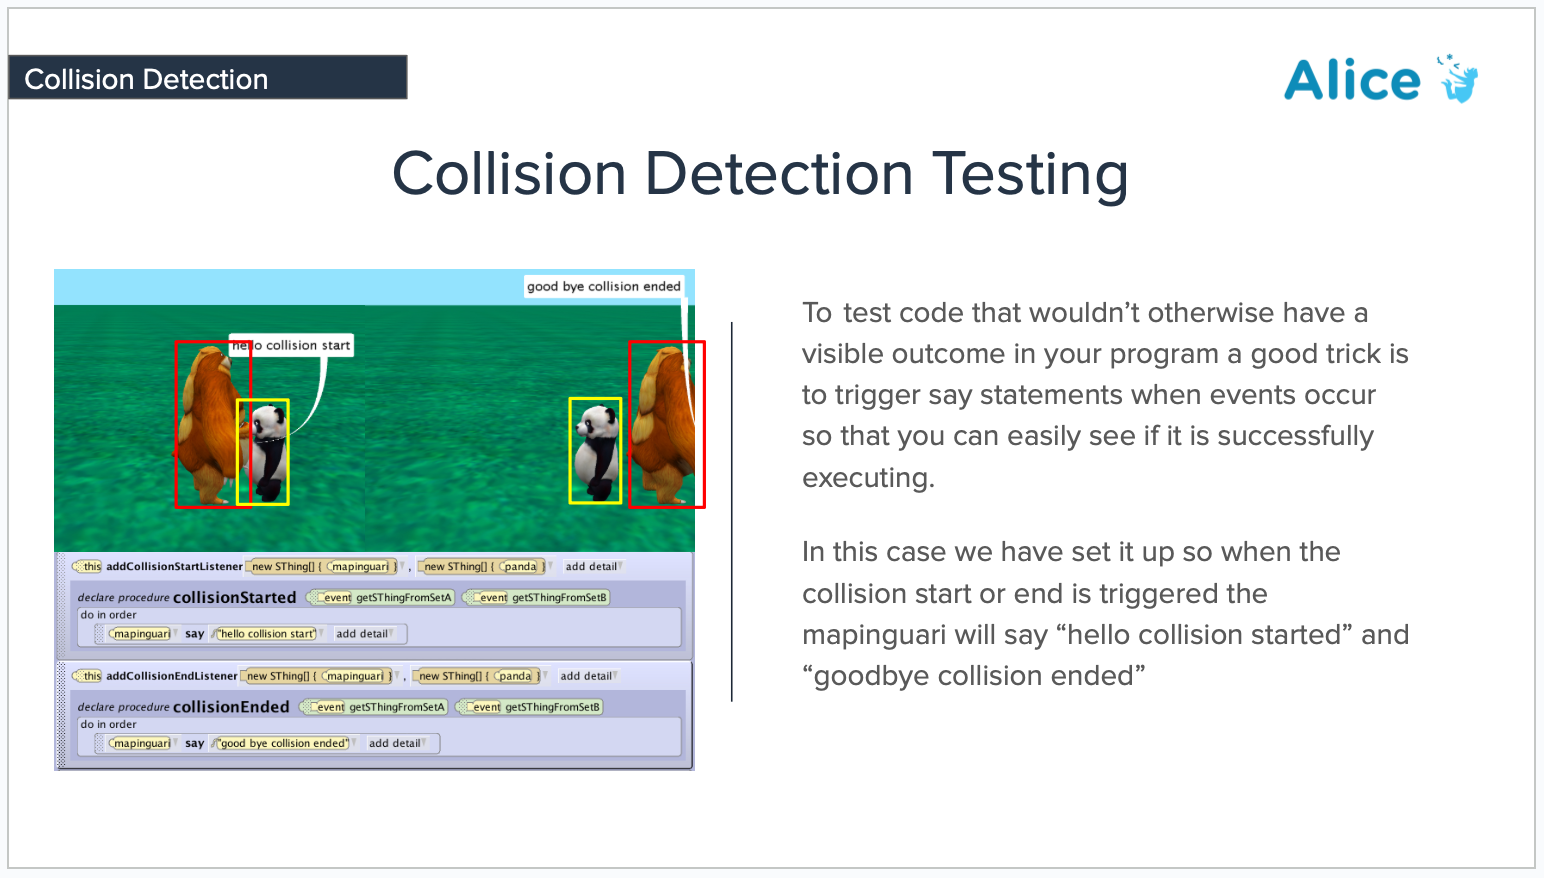 Collision Detection
Alice
Collision Detection Testing
good bye collision ended
hello collision start
this addCollisionStartListener new SThing[] { mapinguari } , new SThing[] { panda } add detail
declare procedure collisionStarted event getSThingFromSetA event getSThingFromSetB
do in order
mapinguari say "hello collision start" add detail
this addCollisionEndListener new SThing[] { mapinguari } , new SThing[] { panda } add detail
declare procedure collisionEnded event getSThingFromSetA event getSThingFromSetB
do in order
mapinguari say "good bye collision ended" add detail
To test code that wouldn’t otherwise have a
visible outcome in your program a good trick is
to trigger say statements when events occur
so that you can easily see if it is successfully
executing.
In this case we have set it up so when the
collision start or end is triggered the
mapinguari will say “hello collision started” and
“goodbye collision ended”